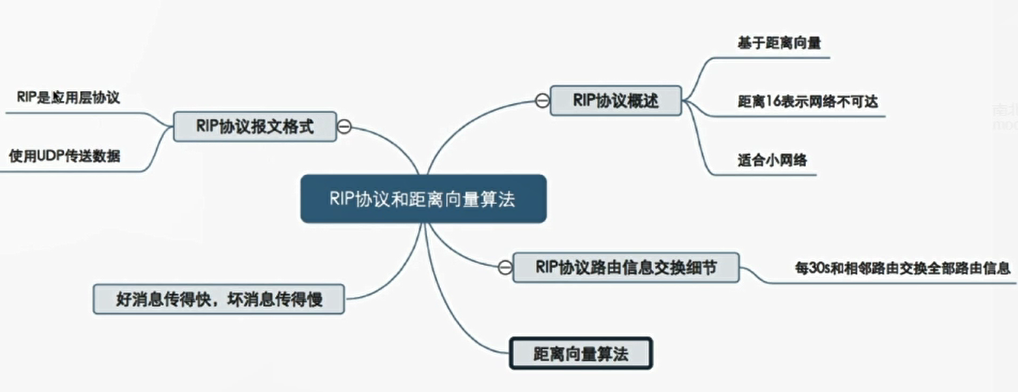 RIP协议和距离向量算法
RIP协议概述
基于距离向量
距离16表示网络不可达
适合小网络
RIP协议路由信息交换细节
每30s和相邻路由交换全部路由信息
距离向量算法
RIP协议报文格式
RIP是应用层协议
使用UDP传送数据
好消息传得快，坏消息传得慢